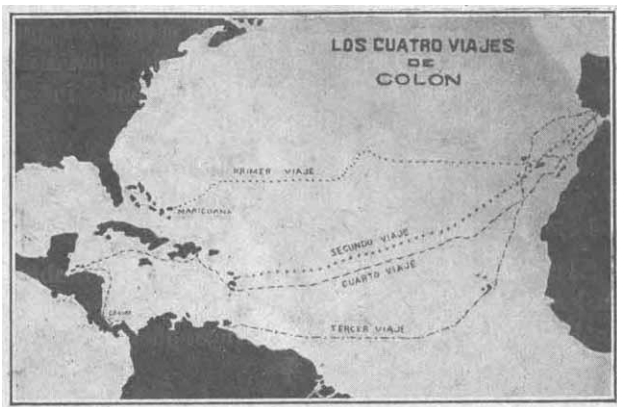 LOS CUATRO VIAJES
DE
COLON
PRIMER VIAJE
SEGUNDO VIAJE
CUARTO VIAJE
TERCER VIAJE